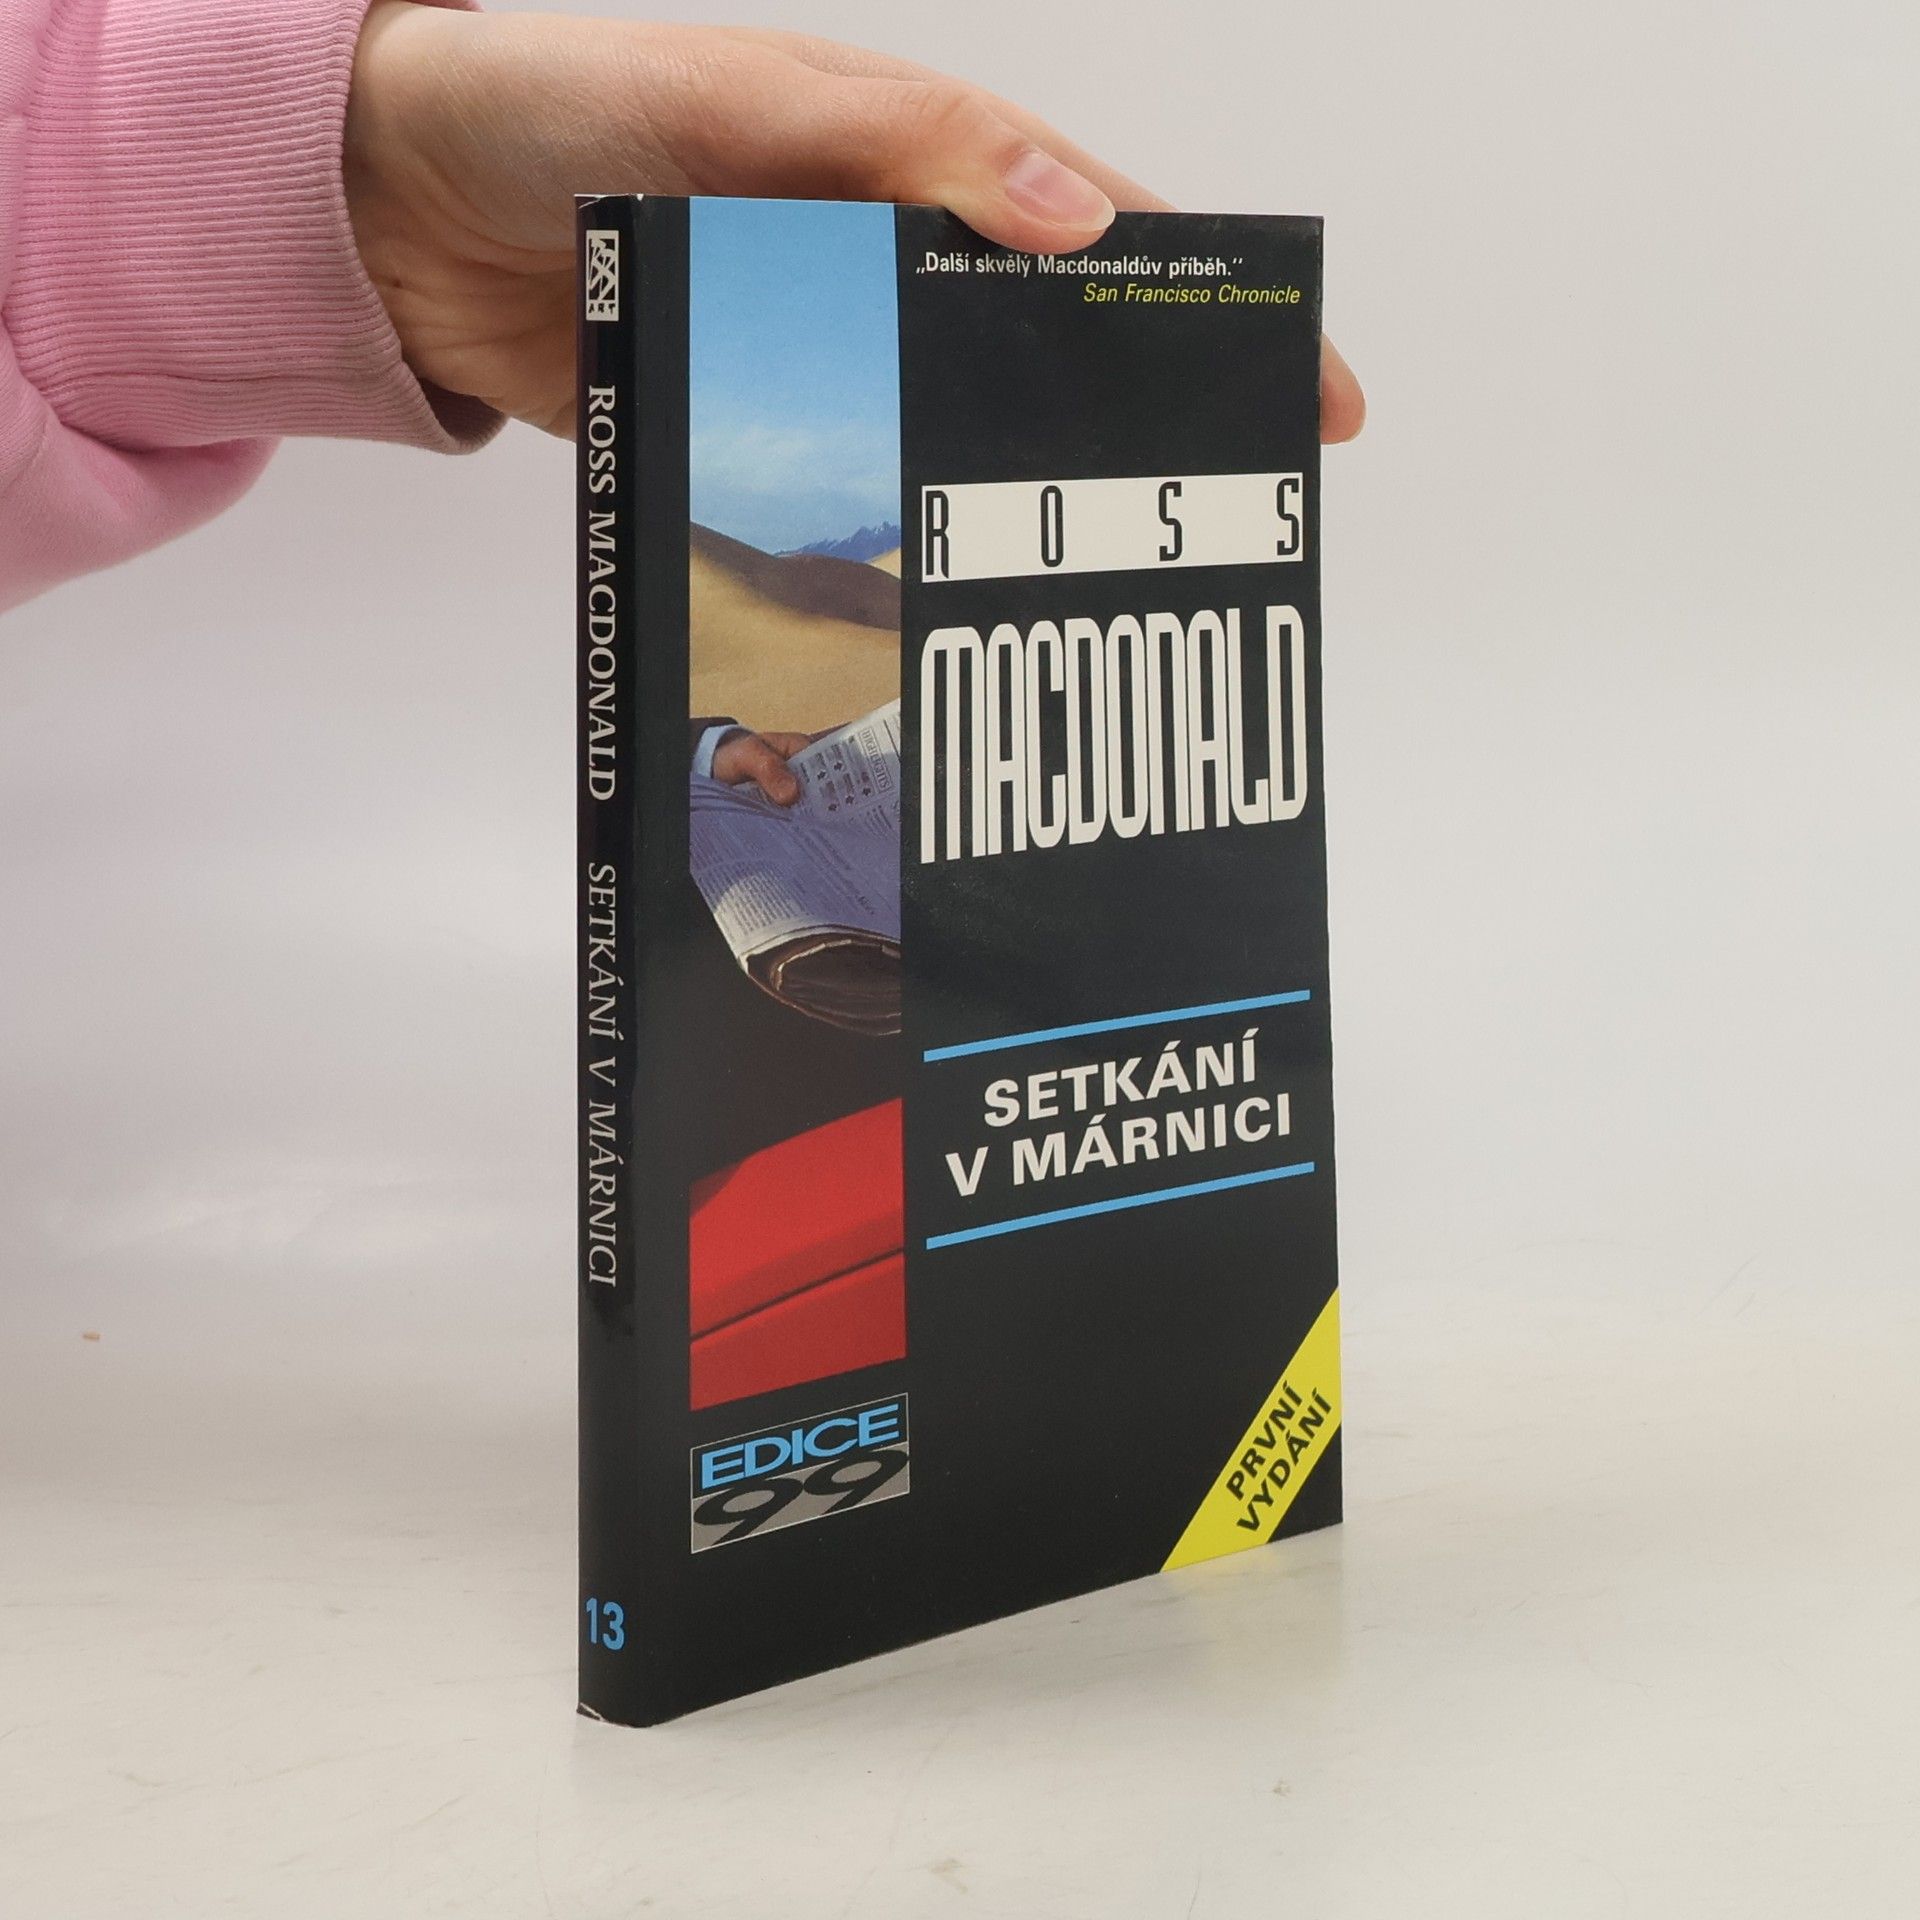 ART
ROSS MACDONALD SETKÁNÍ V MÁRNICI
13
„Další skvělý Macdonaldův příběh."
San Francisco Chronicle
ROSS
MACDONALD
SETKÁNÍ
V MÁRNICI
EDICE
99
PRVNÍ
VYDÁNÍ